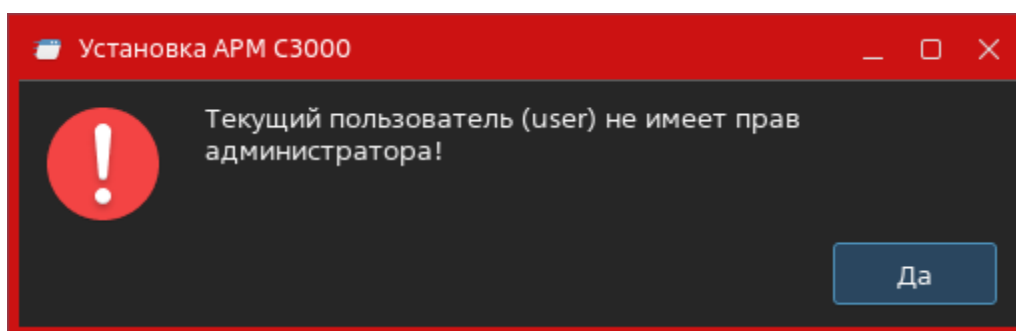 Установка АРМ С3000
Текущий пользователь (user) не имеет прав
администратора!
Да